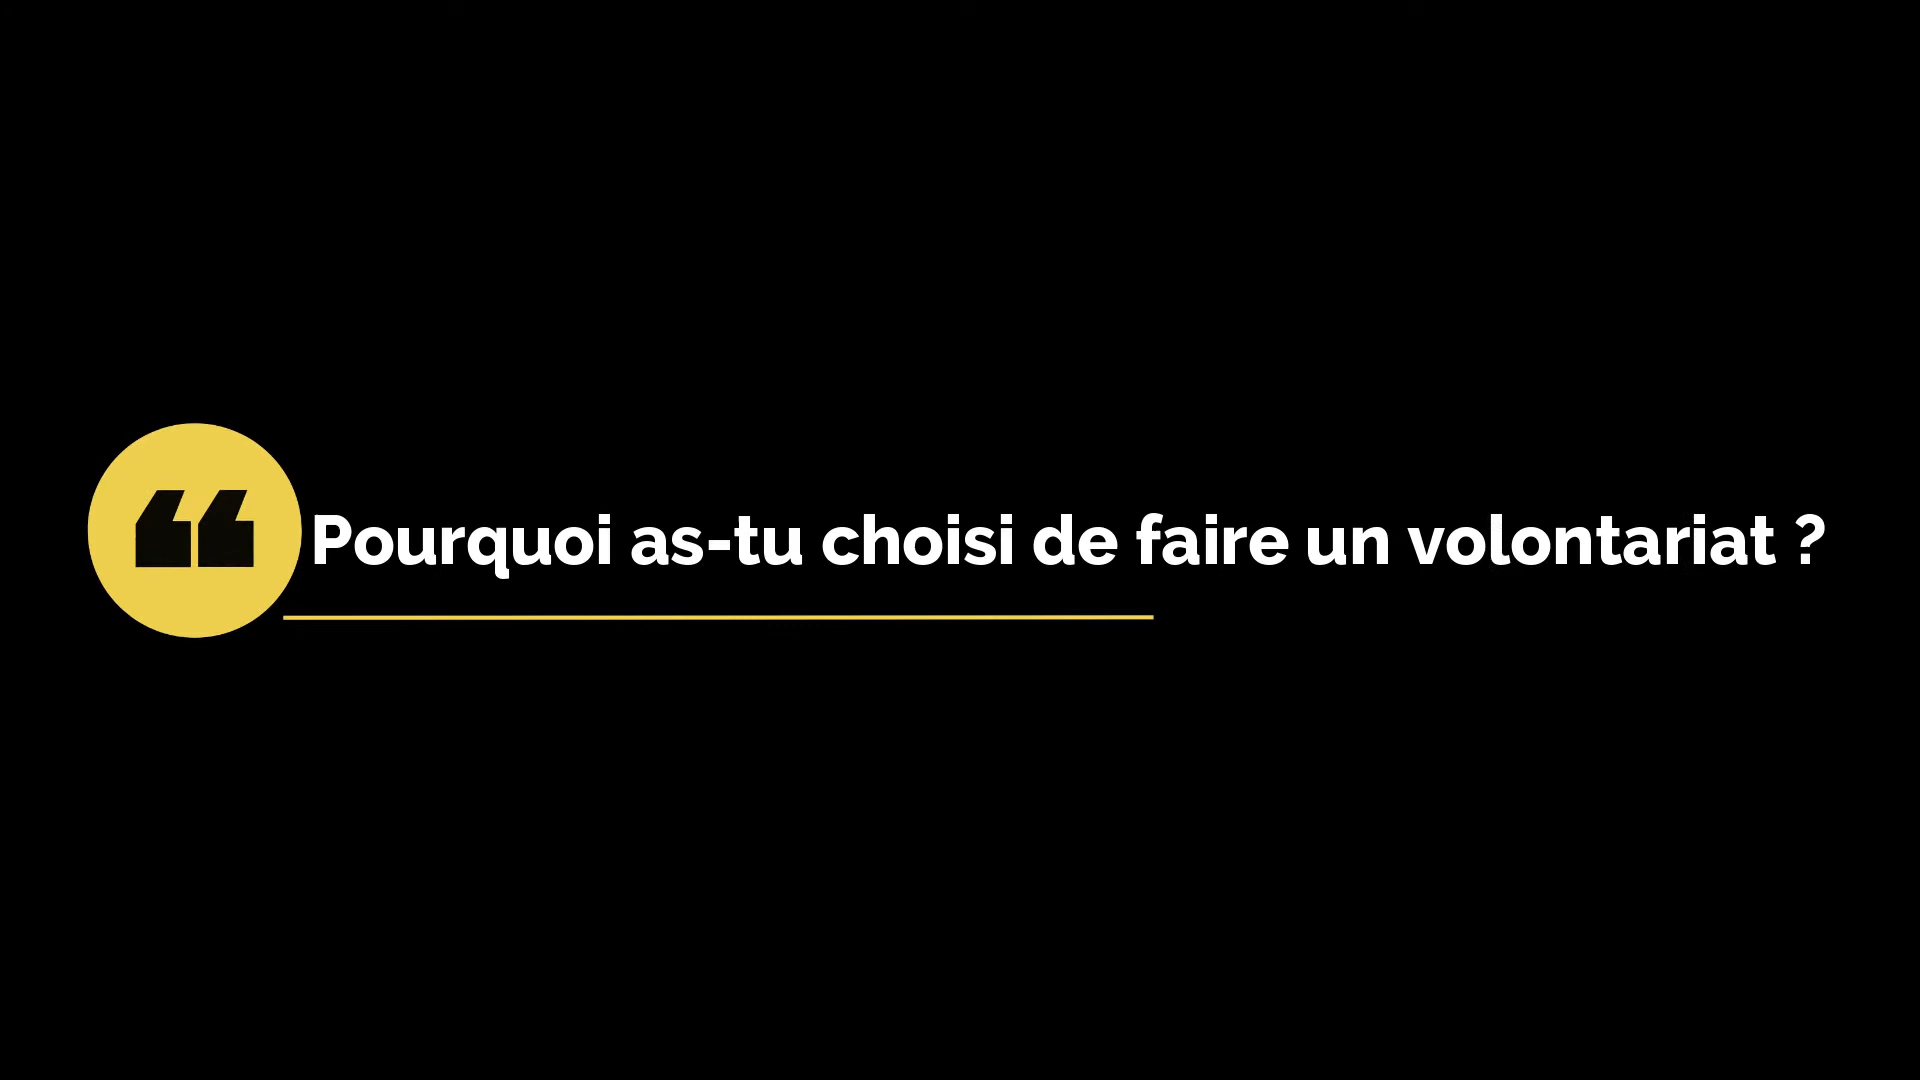 ❝ Pourquoi as-tu choisi de faire un volontariat ?